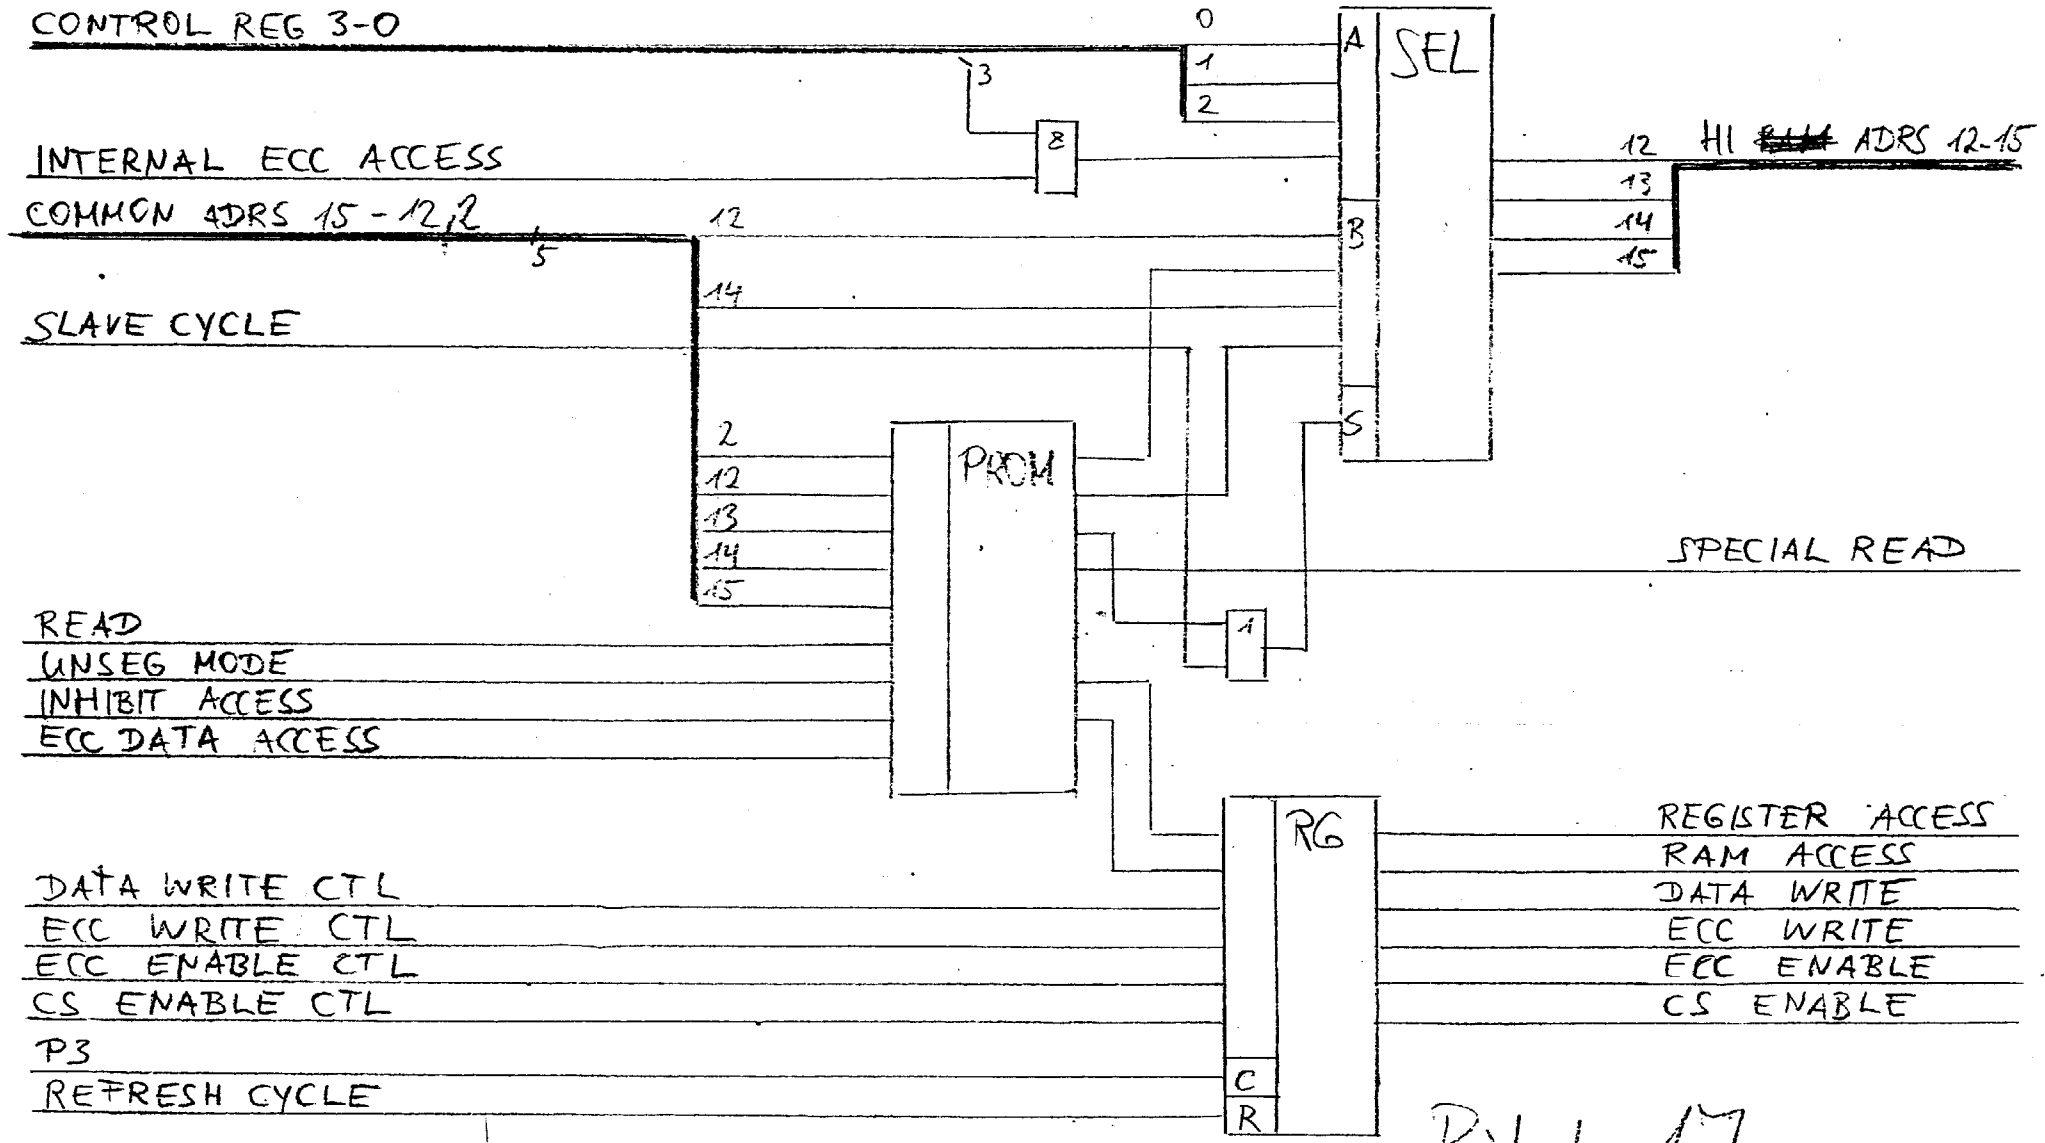 CONTROL REG 3-0
0
1
2
3
A
SEL
&
INTERNAL ECC ACCESS
12
HI ADRS 12-15
13
14
15
COMMON ADRS 15-12,2
5
12
B
14
SLAVE CYCLE
S
2
PROM
12
13
14
15
SPECIAL READ
READ
1
UNSEG MODE
INHIBIT ACCESS
ECC DATA ACCESS
RG
REGISTER ACCESS
RAM ACCESS
DATA WRITE CTL
DATA WRITE
ECC WRITE CTL
ECC WRITE
ECC ENABLE CTL
ECC ENABLE
CS ENABLE CTL
CS ENABLE
P3
C
REFRESH CYCLE
R
17